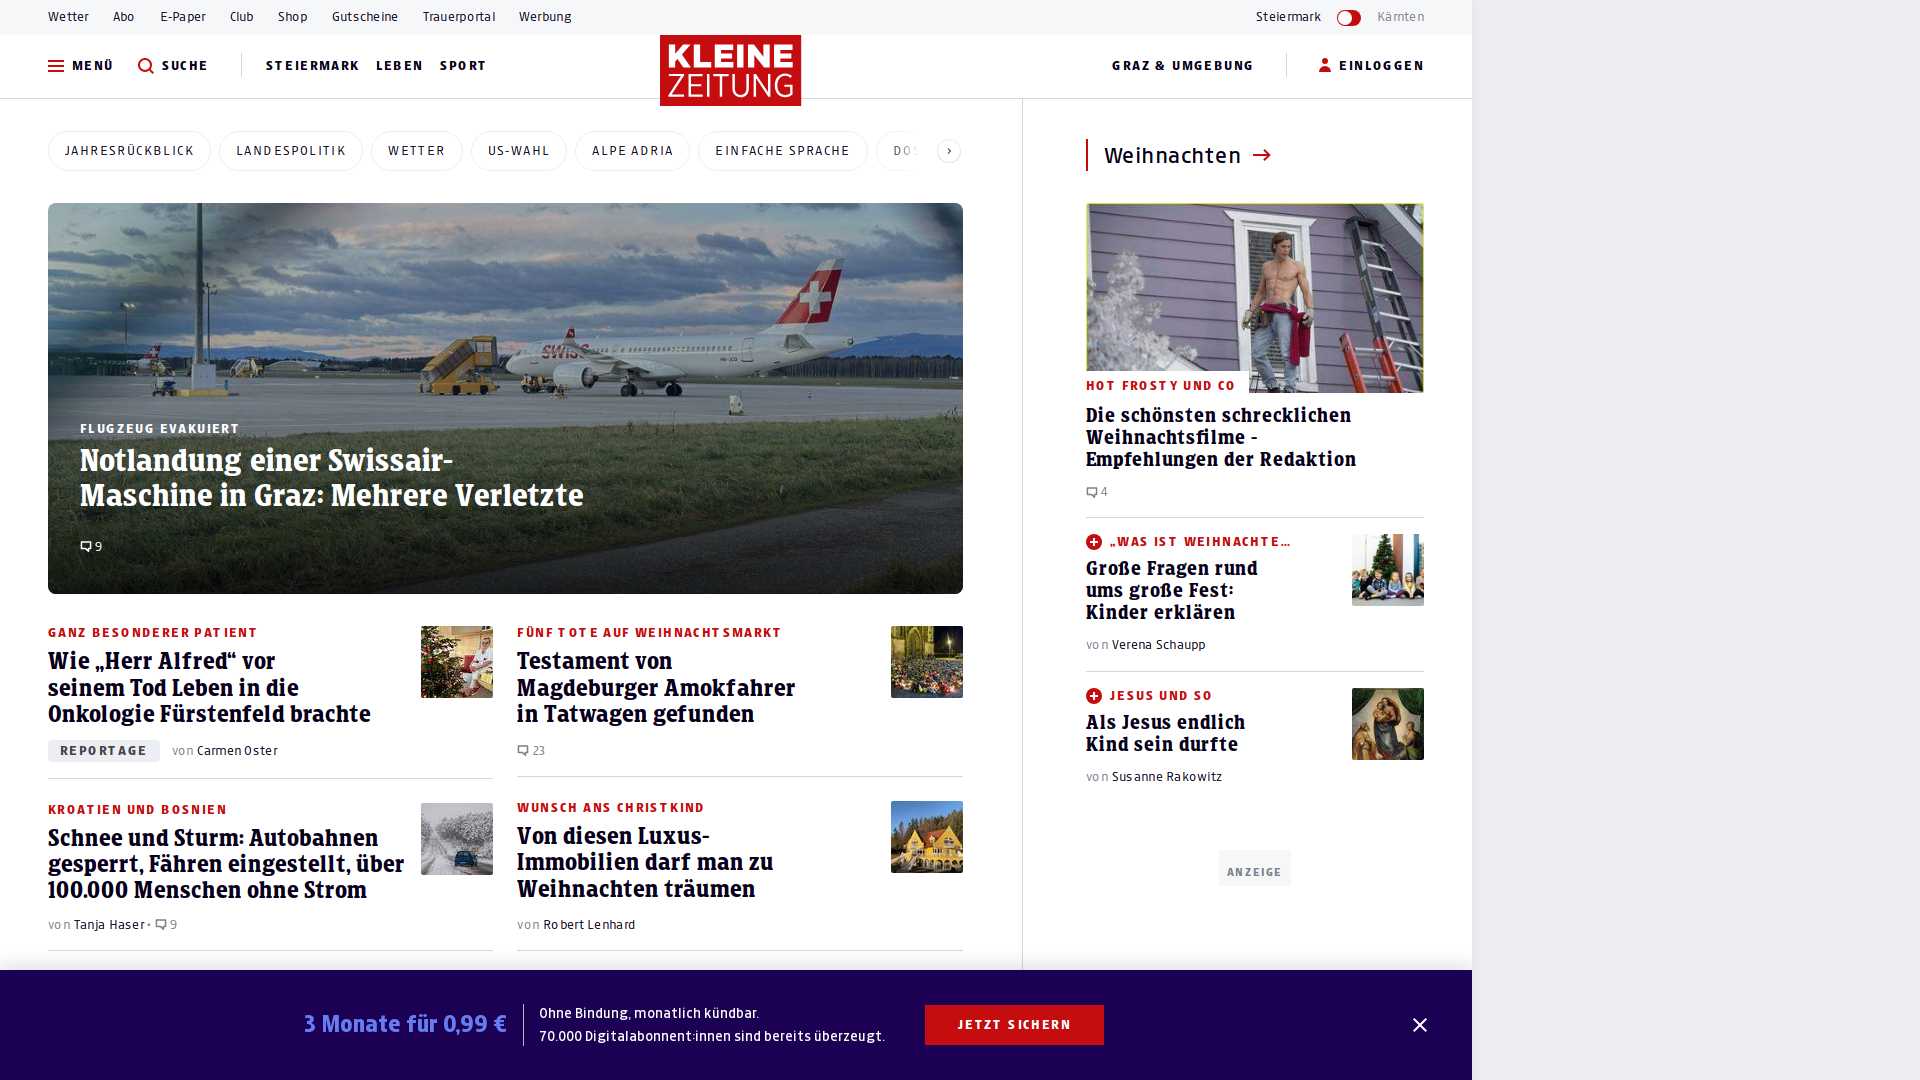 Wetter
Abo
E-Paper
Club
Shop
Gutscheine
Trauerportal
Werbung
Steiermark
Kärnten
MENÜ
SUCHE
STEIERMARK
LEBEN
SPORT
KLEINE
ZEITUNG
GRAZ & UMGEBUNG
EINLOGGEN
JAHRESRÜCKBLICK
LANDESPOLITIK
WETTER
US-WAHL
ALPE ADRIA
EINFACHE SPRACHE
FLUGZEUG EVAKUIERT
Notlandung einer Swissair-
Maschine in Graz: Mehrere Verletzte
9
SWISS
GANZ BESONDERER PATIENT
Wie „Herr Alfred“ vor
seinem Tod Leben in die
Onkologie Fürstenfeld brachte
REPORTAGE
von Carmen Oster
FÜNF TOTE AUF WEIHNACHTSMARKT
Testament von
Magdeburger Amokfahrer
in Tatwagen gefunden
23
KROATIEN UND BOSNIEN
Schnee und Sturm: Autobahnen
gesperrt, Fähren eingestellt, über
100.000 Menschen ohne Strom
von Tanja Haser • 9
WUNSCH ANS CHRISTKIND
Von diesen Luxus-
Immobilien darf man zu
Weihnachten träumen
von Robert Lenhard
Weihnachten
HOT FROSTY UND CO
Die schönsten schrecklichen
Weihnachtsfilme -
Empfehlungen der Redaktion
4
„WAS IST WEIHNACHTE...
Große Fragen rund
ums große Fest:
Kinder erklären
von Verena Schaupp
JESUS UND SO
Als Jesus endlich
Kind sein durfte
von Susanne Rakowitz
ANZEIGE
3 Monate für 0,99 €
Ohne Bindung, monatlich kündbar.
70.000 Digitalabonnent:innen sind bereits überzeugt.
JETZT SICHERN